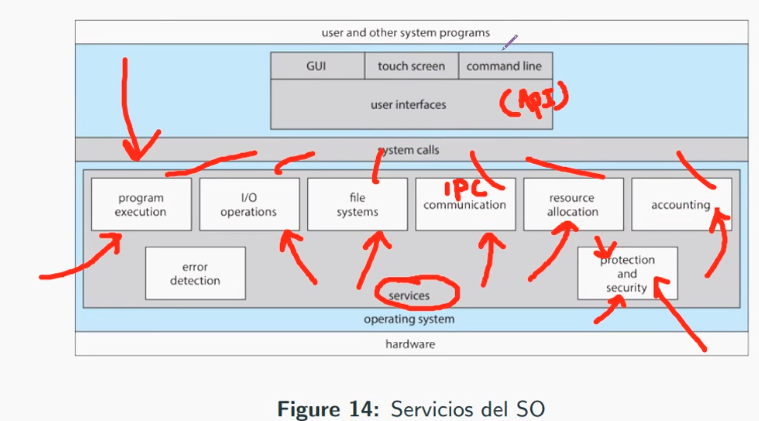 user and other system programs
GUI
touch screen
command line
user interfaces
(API)
system calls
program
execution
I/O
operations
file
systems
IPC
communication
resource
allocation
accounting
error
detection
services
protection
and
security
operating system
hardware
Figure 14: Servicios del SO